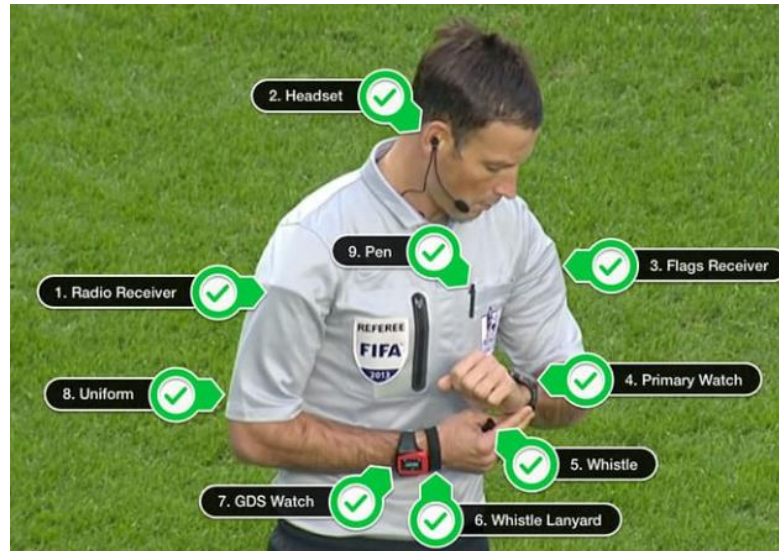 2. Headset
9. Pen
3. Flags Receiver
1. Radio Receiver
REFEREE
FIFA
2013
8. Uniform
4. Primary Watch
5. Whistle
7. GDS Watch
6. Whistle Lanyard